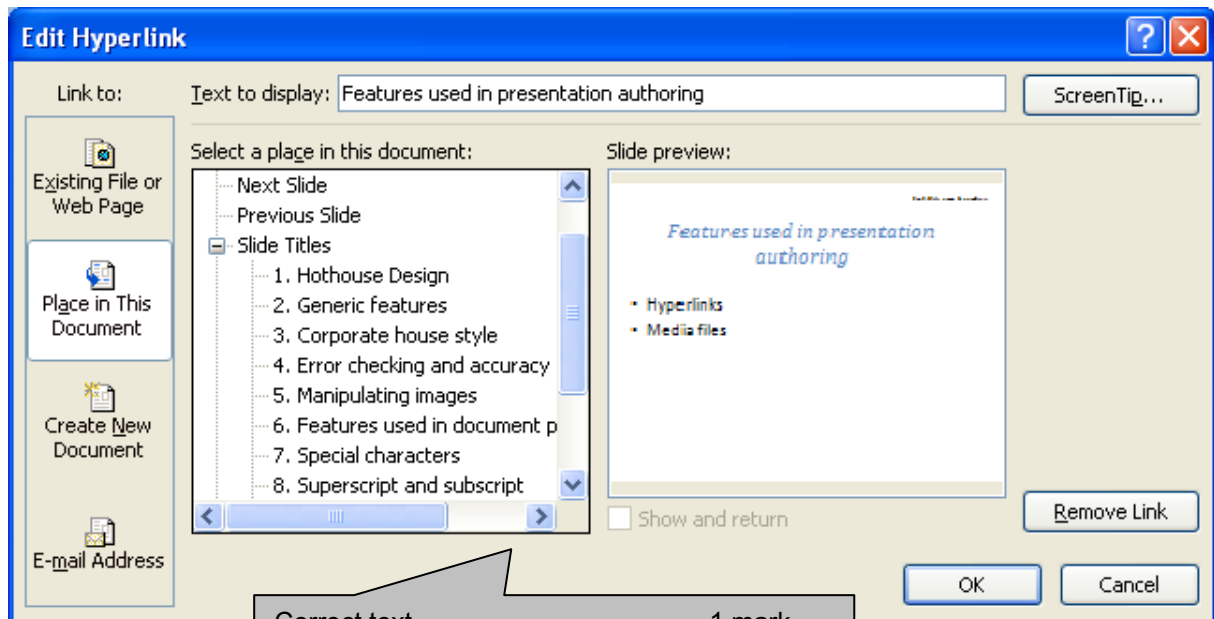 Edit Hyperlink
Link to:
Text to display: Features used in presentation authoring
ScreenTip...
Existing File or
Web Page
Place in This
Document
Create New
Document
E-mail Address
Select a place in this document:
Next Slide
Previous Slide
Slide Titles
1. Hothouse Design
2. Generic features
3. Corporate house style
4. Error checking and accuracy
5. Manipulating images
6. Features used in document p
7. Special characters
8. Superscript and subscript
Slide preview:
Features used in presentation
authoring
• Hyperlinks
• Media files
Show and return
Remove Link
OK
Cancel
Correct text 1 mark